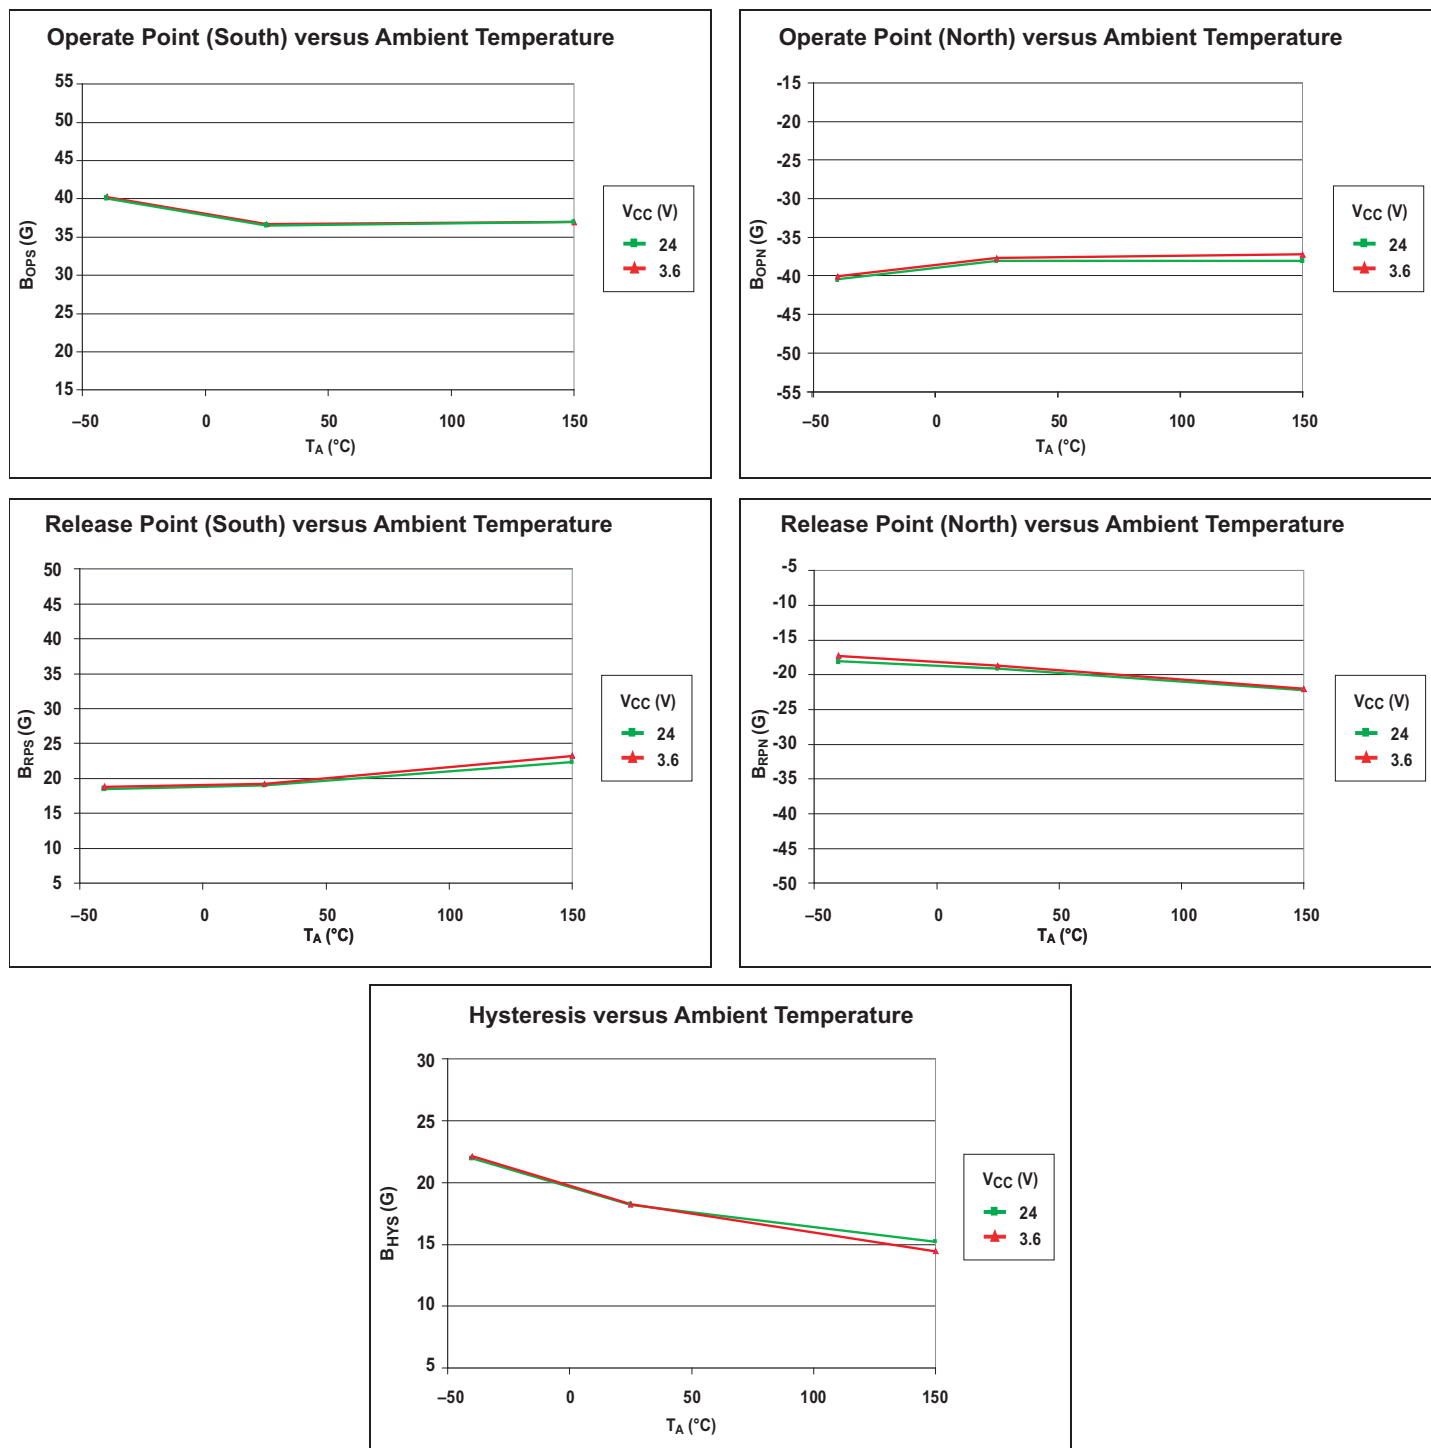 Operate Point (South) versus Ambient Temperature
55
50
45
40
35
30
25
20
15
BOPS (G)
–50 0 50 100 150
TA (°C)
VCC (V)
24
3.6
Operate Point (North) versus Ambient Temperature
-15
-20
-25
-30
-35
-40
-45
-50
-55
BOPN (G)
–50 0 50 100 150
TA (°C)
VCC (V)
24
3.6
Release Point (South) versus Ambient Temperature
50
45
40
35
30
25
20
15
10
5
BRPS (G)
–50 0 50 100 150
TA (°C)
VCC (V)
24
3.6
Release Point (North) versus Ambient Temperature
-5
-10
-15
-20
-25
-30
-35
-40
-45
-50
BRPN (G)
–50 0 50 100 150
TA (°C)
VCC (V)
24
3.6
Hysteresis versus Ambient Temperature
30
25
20
15
10
5
BHYS (G)
–50 0 50 100 150
TA (°C)
VCC (V)
24
3.6